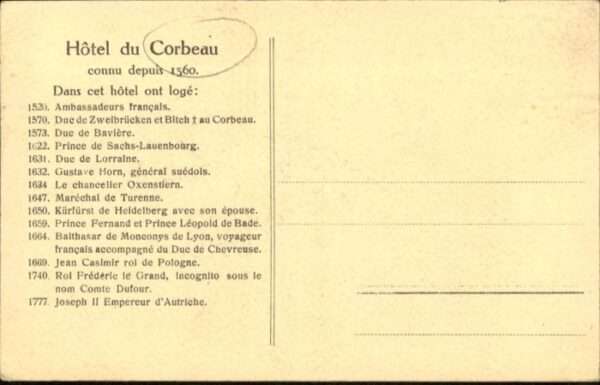 Hôtel du Corbeau
connu depuis 1360.
Dans cet hôtel ont logé:
1520. Ambassadeurs français.
1570. Duc de Zweibrücken et Bitch † au Corbeau.
1573. Duc de Bavière.
1622. Prince de Sachs-Lauenbourg.
1631. Duc de Lorraine.
1632. Gustave Horn, général suédois.
1634 Le chancelier Oxenstiern.
1647. Maréchal de Turenne.
1650. Kürfürst de Heidelberg avec son épouse.
1659. Prince Fernand et Prince Léopold de Bade.
1664. Balthasar de Monconys de Lyon, voyageur
français accompagné du Duc de Chevreuse.
1669. Jean Casimir roi de Pologne.
1740. Roi Frédéric le Grand, incognito sous le
nom Comte Dufour.
1777. Joseph II Empereur d'Autriche.